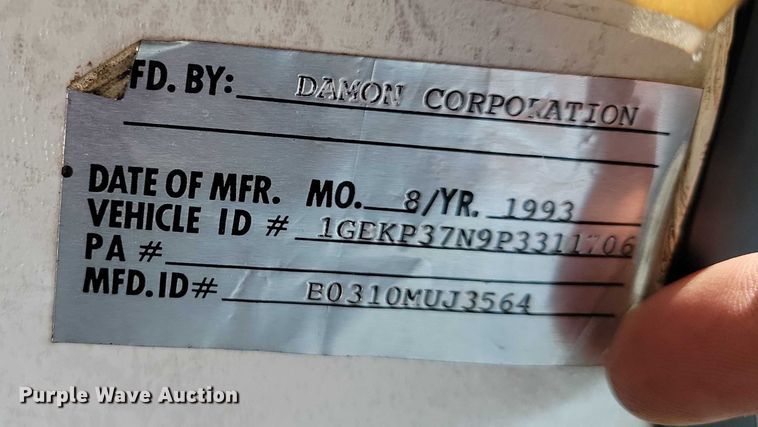 FD. BY: DAMON CORPORATION
DATE OF MFR. MO. 8/YR. 1993
VEHICLE ID # 1GBKP37N9P3311706
PA #
MFD.ID# B0310MUJ3564
Purple Wave Auction